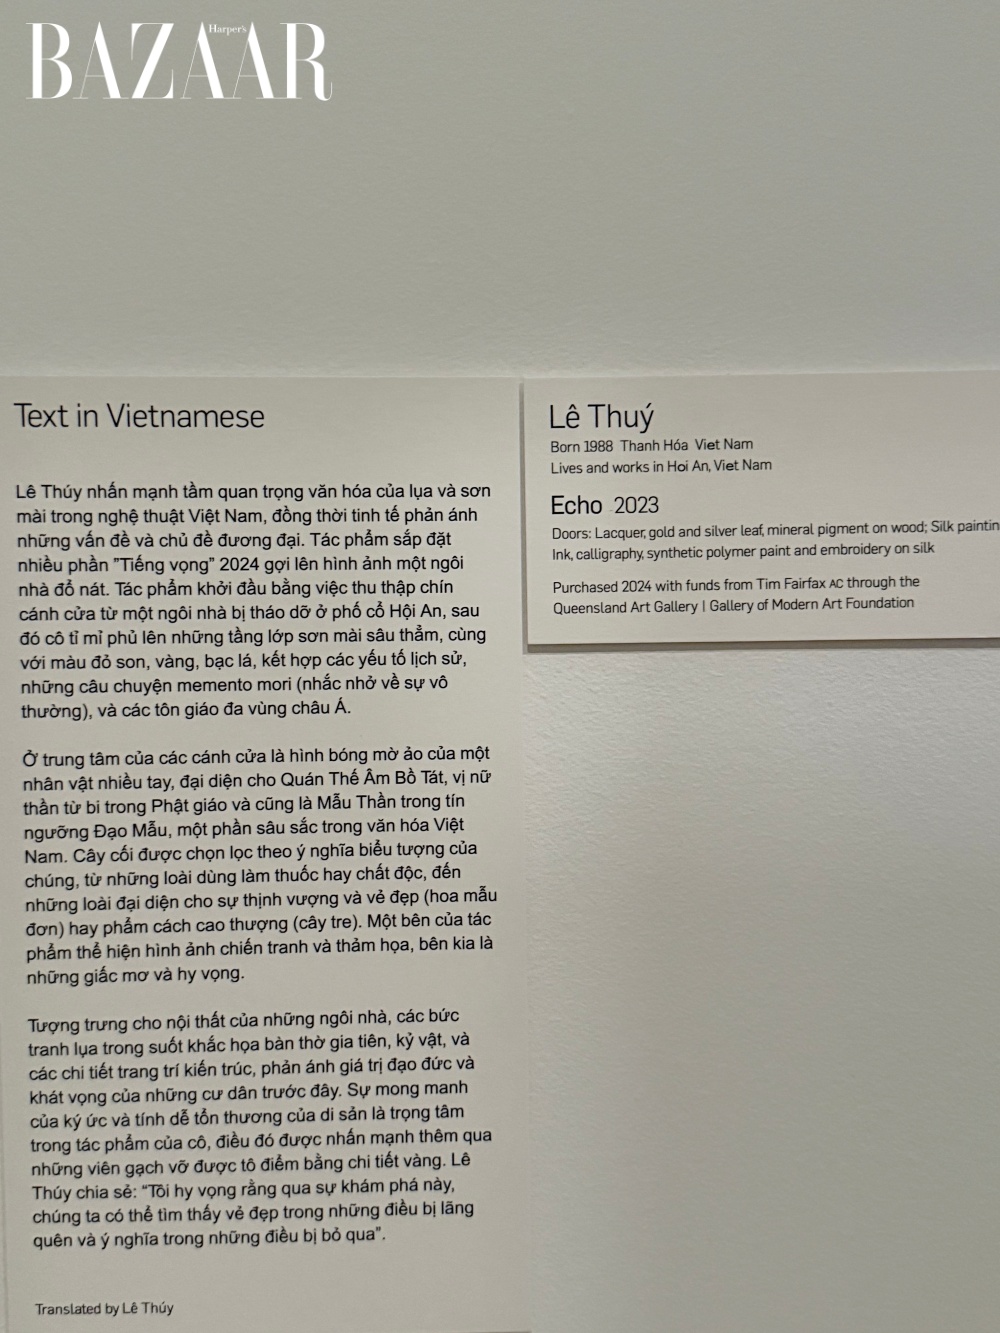 Harper's
BAZAAR
Text in Vietnamese
Lê Thúy nhấn mạnh tầm quan trọng văn hóa của lụa và sơn
mài trong nghệ thuật Việt Nam, đồng thời tinh tế phản ánh
những vấn đề và chủ đề đương đại. Tác phẩm sắp đặt
nhiều phần "Tiếng vọng" 2024 gợi lên hình ảnh một ngôi
nhà đổ nát. Tác phẩm khởi đầu bằng việc thu thập chín
cánh cửa từ một ngôi nhà bị tháo dỡ ở phố cổ Hội An, sau
đó cô tỉ mỉ phủ lên những tầng lớp sơn mài sâu thẳm, cùng
với màu đỏ son, vàng, bạc lá, kết hợp các yếu tố lịch sử,
những câu chuyện memento mori (nhắc nhở về sự vô
thường), và các tôn giáo đa vùng châu Á.
Ở trung tâm của các cánh cửa là hình bóng mờ ảo của một
nhân vật nhiều tay, đại diện cho Quán Thế Âm Bồ Tát, vị nữ
thần từ bi trong Phật giáo và cũng là Mẫu Thần trong tín
ngưỡng Đạo Mẫu, một phần sâu sắc trong văn hóa Việt
Nam. Cây cối được chọn lọc theo ý nghĩa biểu tượng của
chúng, từ những loài dùng làm thuốc hay chất độc, đến
những loài đại diện cho sự thịnh vượng và vẻ đẹp (hoa mẫu
đơn) hay phẩm cách cao thượng (cây tre). Một bên của tác
phẩm thể hiện hình ảnh chiến tranh và thảm họa, bên kia là
những giấc mơ và hy vọng.
Tượng trưng cho nội thất của những ngôi nhà, các bức
tranh lụa trong suốt khắc họa bàn thờ gia tiên, kỷ vật, và
các chi tiết trang trí kiến trúc, phản ánh giá trị đạo đức và
khát vọng của những cư dân trước đây. Sự mong manh
của ký ức và tính dễ tổn thương của di sản là trọng tâm
trong tác phẩm của cô, điều đó được nhấn mạnh thêm qua
những viên gạch vỡ được tô điểm bằng chi tiết vàng. Lê
Thúy chia sẻ: "Tôi hy vọng rằng qua sự khám phá này,
chúng ta có thể tìm thấy vẻ đẹp trong những điều bị lãng
quên và ý nghĩa trong những điều bị bỏ qua".
Translated by Lê Thúy
Lê Thuý
Born 1988 Thanh Hóa Viet Nam
Lives and works in Hoi An, Viet Nam
Echo 2023
Doors: Lacquer, gold and silver leaf, mineral pigment on wood; Silk paintin
Ink, calligraphy, synthetic polymer paint and embroidery on silk
Purchased 2024 with funds from Tim Fairfax AC through the
Queensland Art Gallery | Gallery of Modern Art Foundation